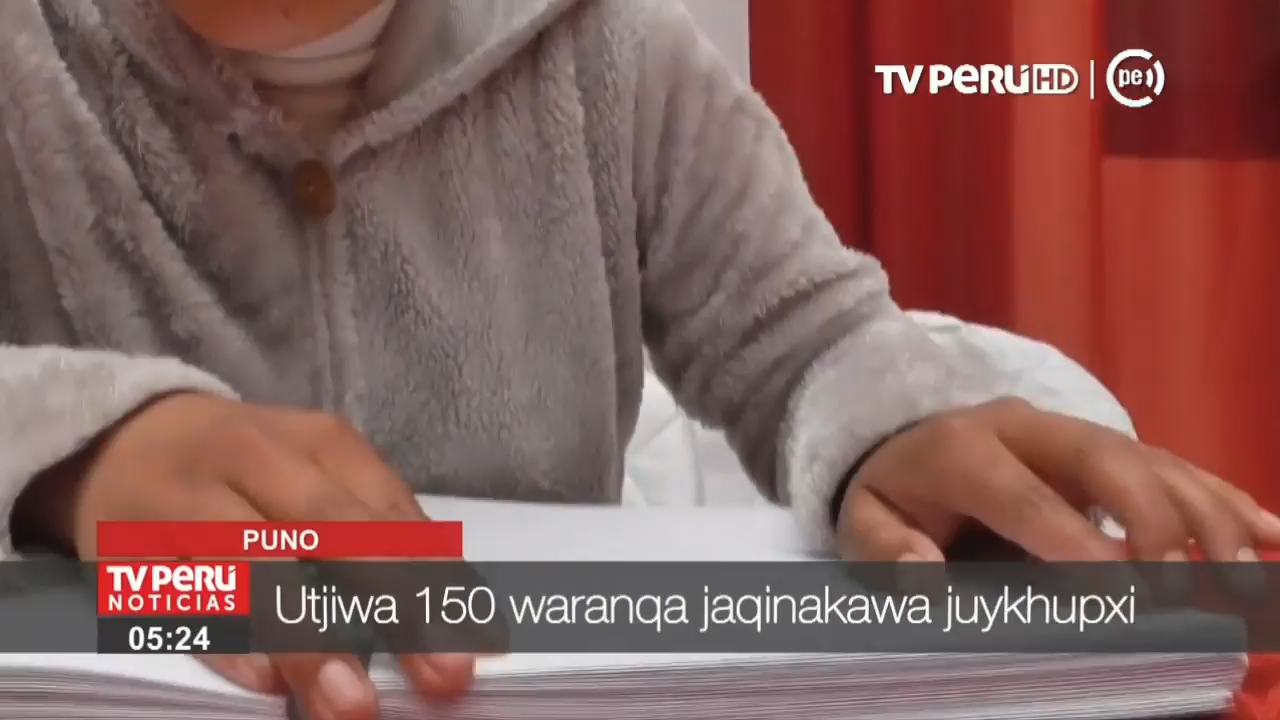 TV PERÚ HD | pe
PUNO
TV PERÚ
NOTICIAS
Utjiwa 150 waranqa jaqinakawa juykhupxi
05:24